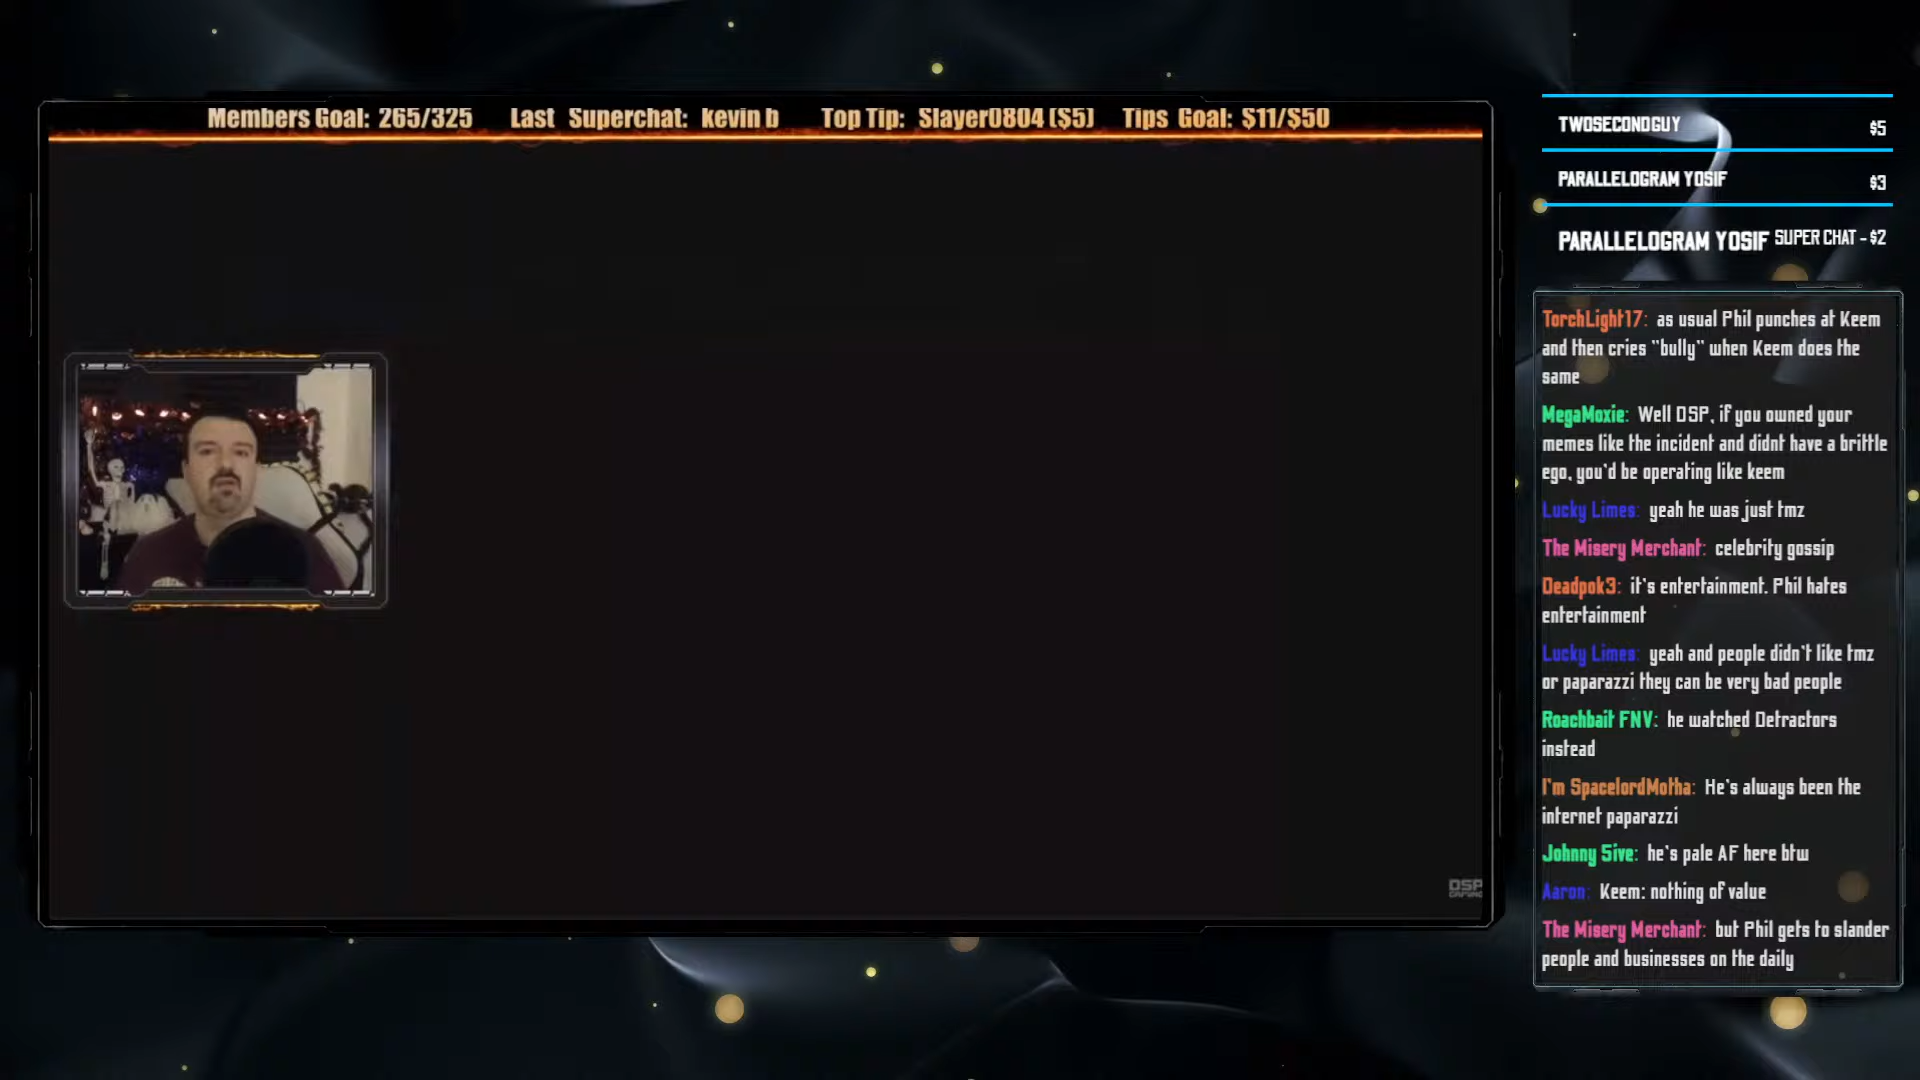 Members Goal: 265/325 Last Superchat: kevin b Top Tip: Slayer0804 ($5) Tips Goal: $11/$50
TWOSECONDGUY $5
PARALLELOGRAM YOSIF $3
PARALLELOGRAM YOSIF SUPER CHAT - $2
TorchLight17: as usual Phil punches at Keem
and then cries "bully" when Keem does the
same
MegaMoxie: Well DSP, if you owned your
memes like the incident and didnt have a brittle
ego, you'd be operating like keem
Lucky Limes: yeah he was just tmz
The Misery Merchant: celebrity gossip
Deadpok3: it's entertainment. Phil hates
entertainment
Lucky Limes: yeah and people didn't like tmz
or paparazzi they can be very bad people
Roachbait FNV: he watched Detractors
instead
I'm SpacelordMotha: He's always been the
internet paparazzi
Johnny 5ive: he's pale AF here btw
Aaron: Keem: nothing of value
The Misery Merchant: but Phil gets to slander
people and businesses on the daily
DSP
GAMING